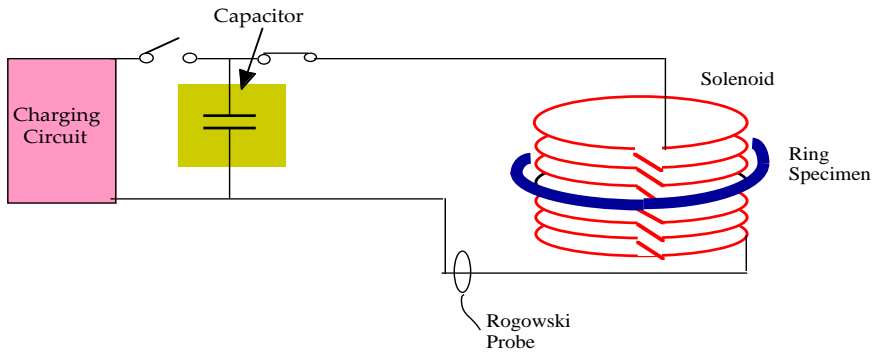 Capacitor
Solenoid
Charging
Circuit
Ring
Specimen
Rogowski
Probe